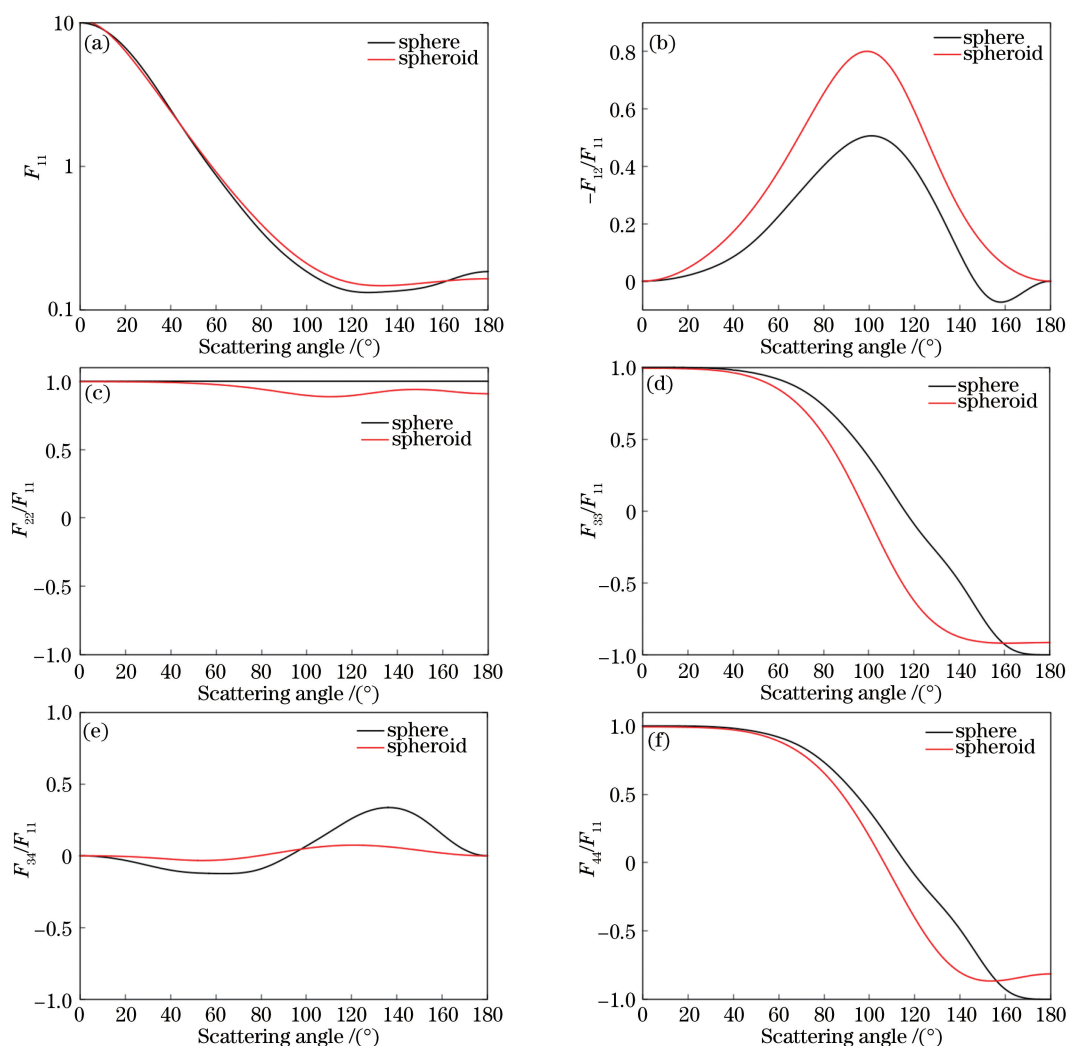 (a)
sphere
spheroid
10
1
0.1
F₁₁
0 20 40 60 80 100 120 140 160 180
Scattering angle /(°)
(b)
sphere
spheroid
0.8
0.6
0.4
0.2
0
−F₁₂/F₁₁
0 20 40 60 80 100 120 140 160 180
Scattering angle /(°)
(c)
sphere
spheroid
1.0
0.5
0
−0.5
−1.0
F₂₂/F₁₁
0 20 40 60 80 100 120 140 160 180
Scattering angle /(°)
(d)
sphere
spheroid
1.0
0.5
0
−0.5
−1.0
F₃₃/F₁₁
0 20 40 60 80 100 120 140 160 180
Scattering angle /(°)
(e)
sphere
spheroid
1.0
0.5
0
−0.5
−1.0
F₃₄/F₁₁
0 20 40 60 80 100 120 140 160 180
Scattering angle /(°)
(f)
sphere
spheroid
1.0
0.5
0
−0.5
−1.0
F₄₄/F₁₁
0 20 40 60 80 100 120 140 160 180
Scattering angle /(°)